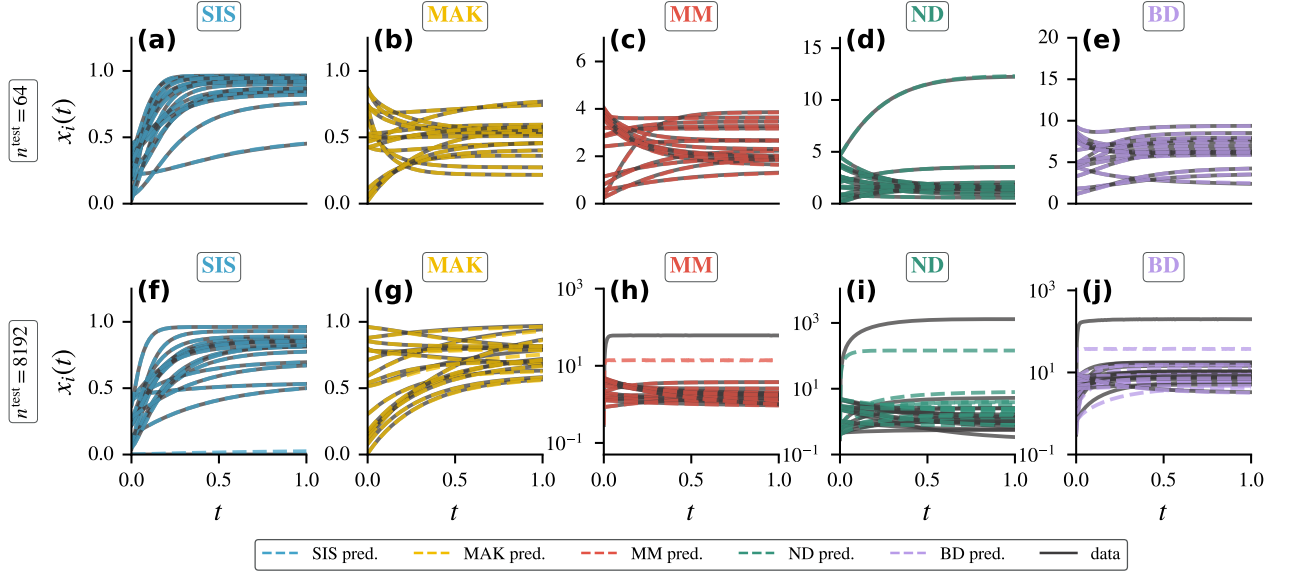 SIS MAK MM ND BD
(a) (b) (c) (d) (e)
n^test = 64
x_i(t)
1.0 0.5 0.0
1.0 0.5 0.0
6 4 2 0
15 10 5 0
20 15 10 5 0
SIS MAK MM ND BD
(f) (g) (h) (i) (j)
n^test = 8192
x_i(t)
1.0 0.5 0.0
1.0 0.5 0.0
10^3 10^1 10^−1
10^3 10^1 10^−1
10^3 10^1 10^−1
0.0 0.5 1.0 0.0 0.5 1.0 0.0 0.5 1.0 0.0 0.5 1.0 0.0 0.5 1.0
t t t t t
SIS pred. MAK pred. MM pred. ND pred. BD pred. data